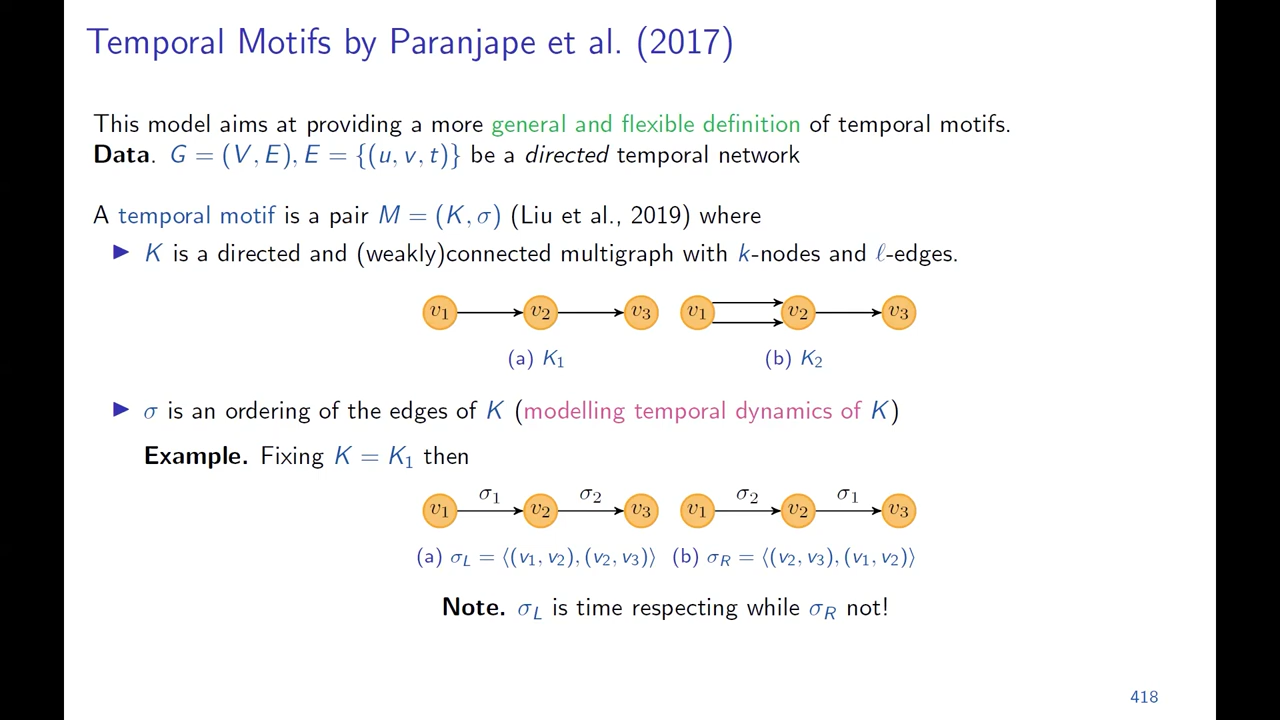 Temporal Motifs by Paranjape et al. (2017)
This model aims at providing a more general and flexible definition of temporal motifs.
Data. G = (V, E), E = {(u, v, t)} be a directed temporal network
A temporal motif is a pair M = (K, σ) (Liu et al., 2019) where
▶ K is a directed and (weakly)connected multigraph with k-nodes and ℓ-edges.
v₁ v₂ v₃ v₁ v₂ v₃
(a) K₁ (b) K₂
▶ σ is an ordering of the edges of K (modelling temporal dynamics of K)
Example. Fixing K = K₁ then
σ₁ σ₂ σ₂ σ₁
v₁ v₂ v₃ v₁ v₂ v₃
(a) σ_L = ⟨(v₁, v₂), (v₂, v₃)⟩ (b) σ_R = ⟨(v₂, v₃), (v₁, v₂)⟩
Note. σ_L is time respecting while σ_R not!
418